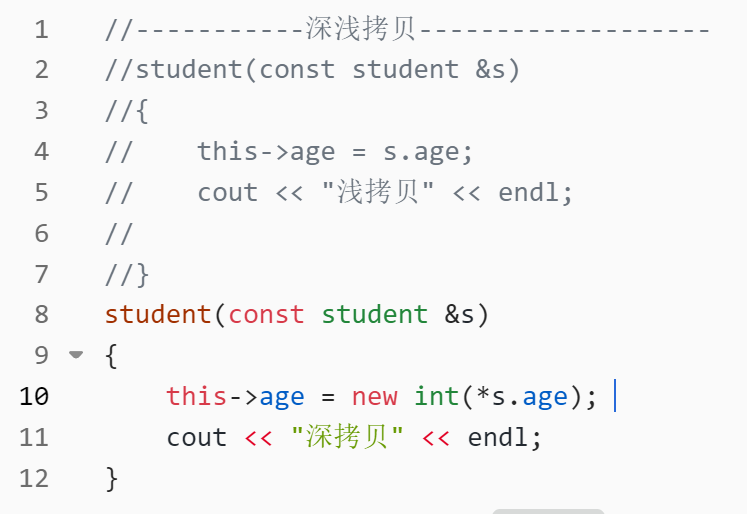 1 //-----------深浅拷贝-------------------
2 //student(const student &s)
3 //{
4 //    this->age = s.age;
5 //    cout << "浅拷贝" << endl;
6 //
7 //}
8 student(const student &s)
9 {
10     this->age = new int(*s.age);
11     cout << "深拷贝" << endl;
12 }